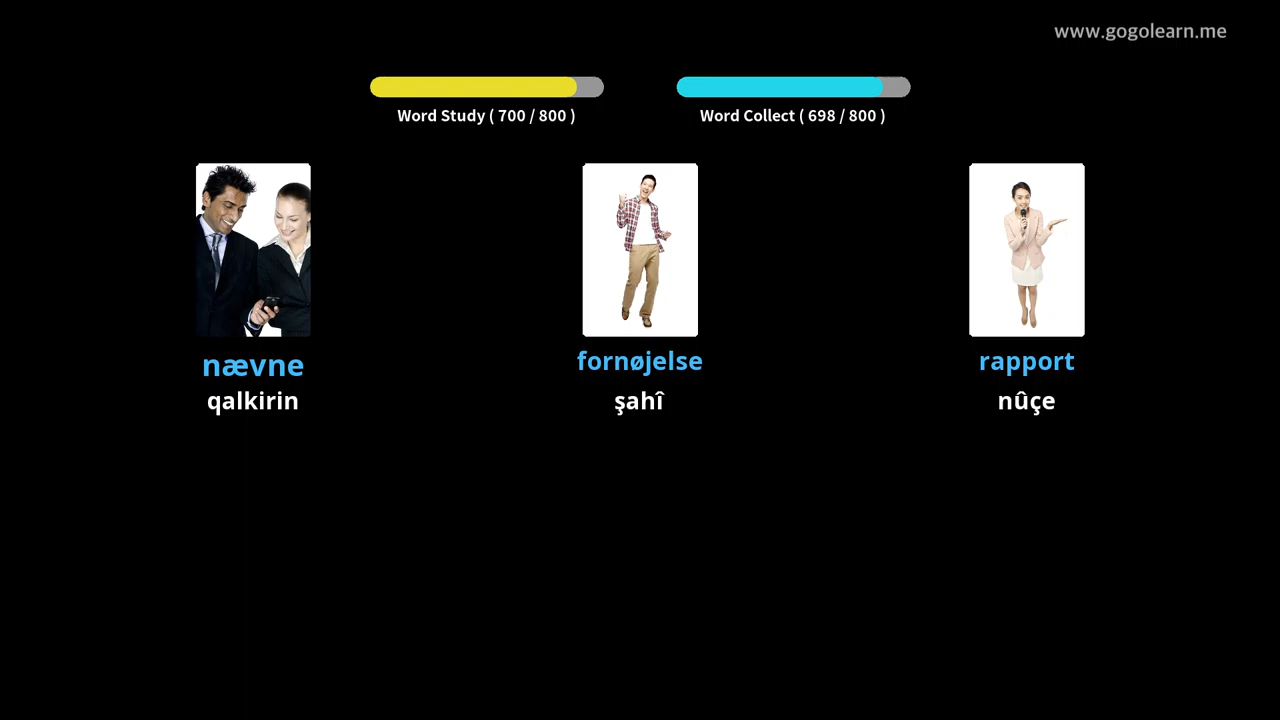 www.gogolearn.me
Word Study ( 700 / 800 )
Word Collect ( 698 / 800 )
nævne
qalkirin
fornøjelse
şahî
rapport
nûçe